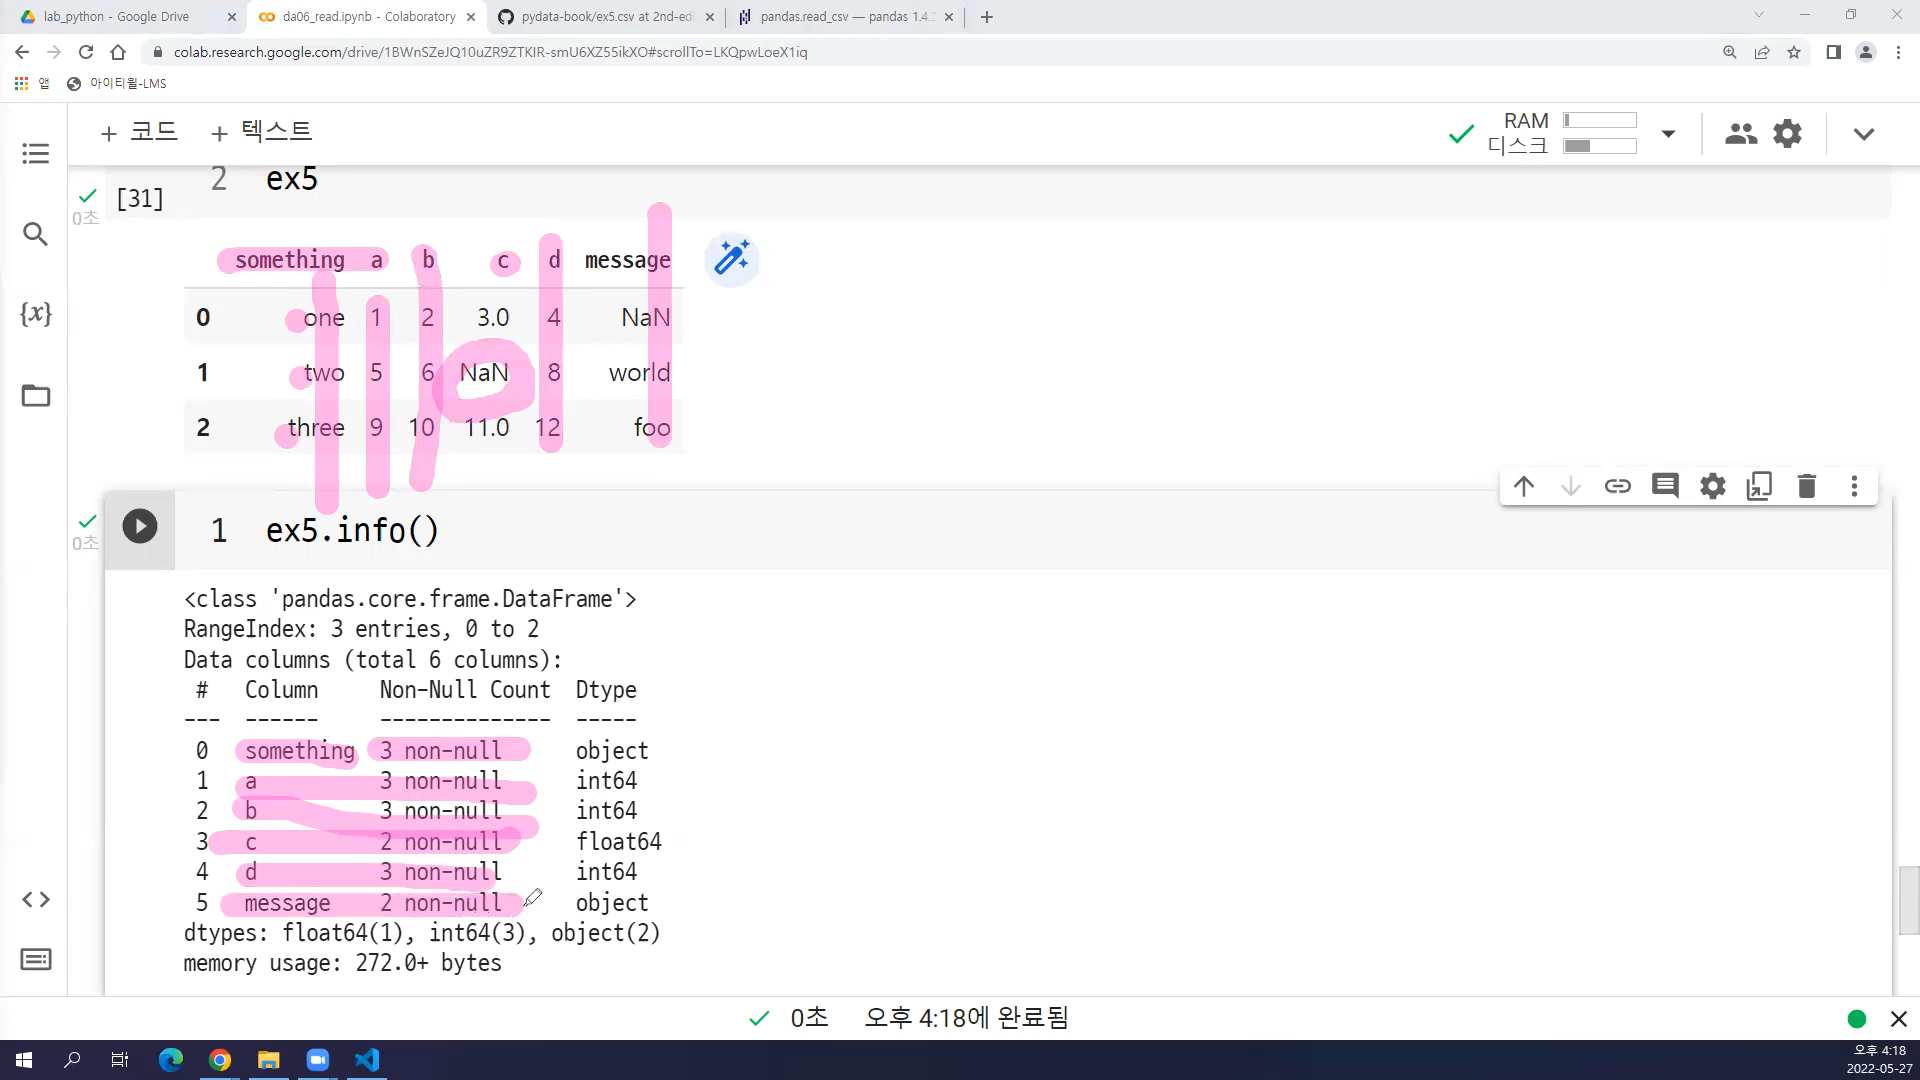 lab_python - Google Drive
da06_read.ipynb - Colaboratory
pydata-book/ex5.csv at 2nd-edi
pandas.read_csv — pandas 1.4.
colab.research.google.com/drive/1BWnSZeJQ10uZR9ZTKIR-smU6XZ55ikXO#scrollTo=LKQpwLoeX1iq
앱
아이티윌-LMS
+ 코드 + 텍스트
RAM
디스크
[31]
0초
2 ex5
something a b c d message
0 one 1 2 3.0 4 NaN
1 two 5 6 NaN 8 world
2 three 9 10 11.0 12 foo
0초
1 ex5.info()
<class 'pandas.core.frame.DataFrame'>
RangeIndex: 3 entries, 0 to 2
Data columns (total 6 columns):
# Column Non-Null Count Dtype
--- ------ -------------- -----
0 something 3 non-null object
1 a 3 non-null int64
2 b 3 non-null int64
3 c 2 non-null float64
4 d 3 non-null int64
5 message 2 non-null object
dtypes: float64(1), int64(3), object(2)
memory usage: 272.0+ bytes
0초 오후 4:18에 완료됨
오후 4:18
2022-05-27